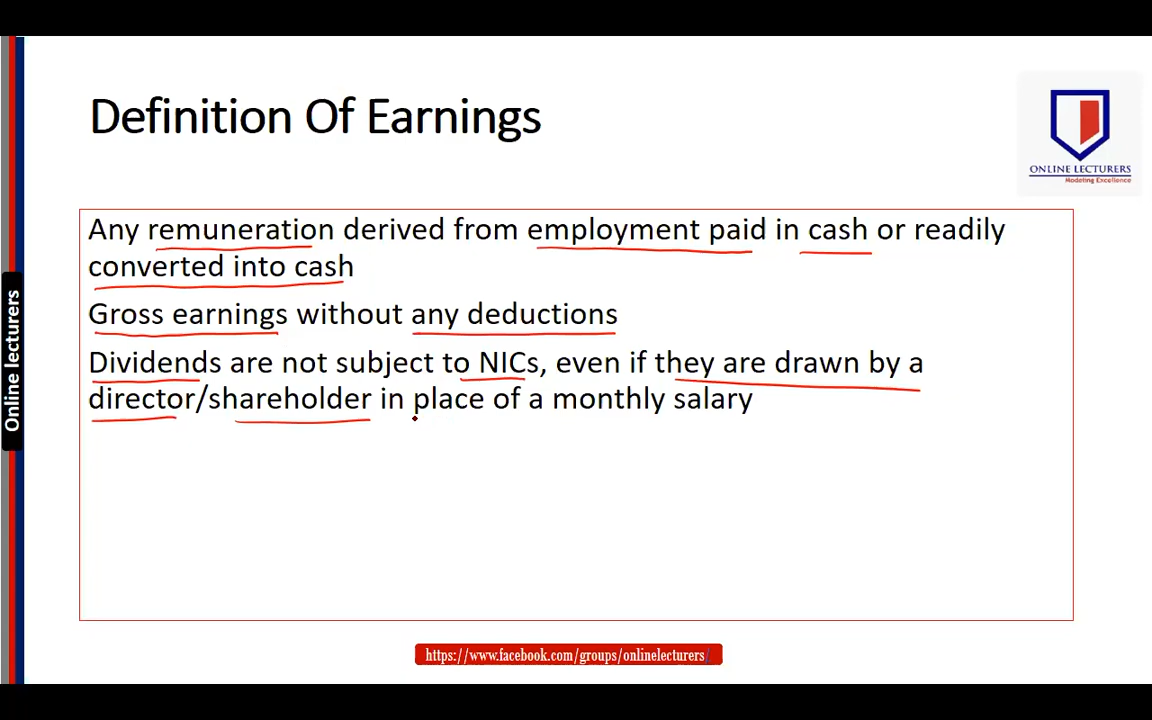 Definition Of Earnings
ONLINE LECTURERS
Modeling Excellence
Any remuneration derived from employment paid in cash or readily
converted into cash
Gross earnings without any deductions
Dividends are not subject to NICs, even if they are drawn by a
director/shareholder in place of a monthly salary
Online lecturers
https://www.facebook.com/groups/onlinelecturers/